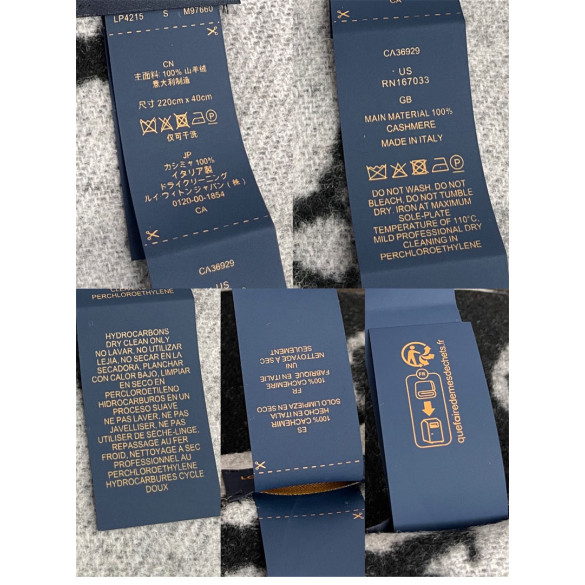 LP4215 S M97660
CN
主面料: 100% 山羊绒
意大利制造
尺寸 220cm x 40cm
仅可干洗
JP
カシミャ100%
イタリア製
ドライクリーニング
ルイ ヴィトンジャパン (株)
0120-00-1854
CA
CA36929
US
CA36929
US
RN167033
GB
MAIN MATERIAL 100%
CASHMERE
MADE IN ITALY
DO NOT WASH, DO NOT
BLEACH, DO NOT TUMBLE
DRY, IRON AT MAXIMUM
SOLE-PLATE
TEMPERATURE OF 110°C,
MILD PROFESSIONAL DRY
CLEANING IN
PERCHLOROETHYLENE
PERCHLOROETHYLENE
HYDROCARBONS
DRY CLEAN ONLY
NO LAVAR, NO UTILIZAR
LEJA, NO SECAR EN LA
SECADORA, PLANCHAR
CON CALOR BAJO, LIMPIAR
EN SECO EN
PERCLOROETILENO
HIDROCARBUROS EN UN
PROCESO SUAVE
NE PAS LAVER, NE PAS
JAVELLISER, NE PAS
UTILISER DE SÈCHE-LINGE,
REPASSAGE AU FER
FROID, NETTOYAGE A SEC
PROFESSIONNEL AU
PERCHLOROETHYLENE
HYDROCARBURES CYCLE
DOUX
ES
100% CACHEMIR
HECHO EN ITALIA
SOLO LIMPIEZA EN SECO
FR
100% CACHEMIRE
FABRIQUÉ EN ITALIE
UNI
NETTOYAGE A SEC
SEULEMENT
FR
quefairedemesdechets.fr